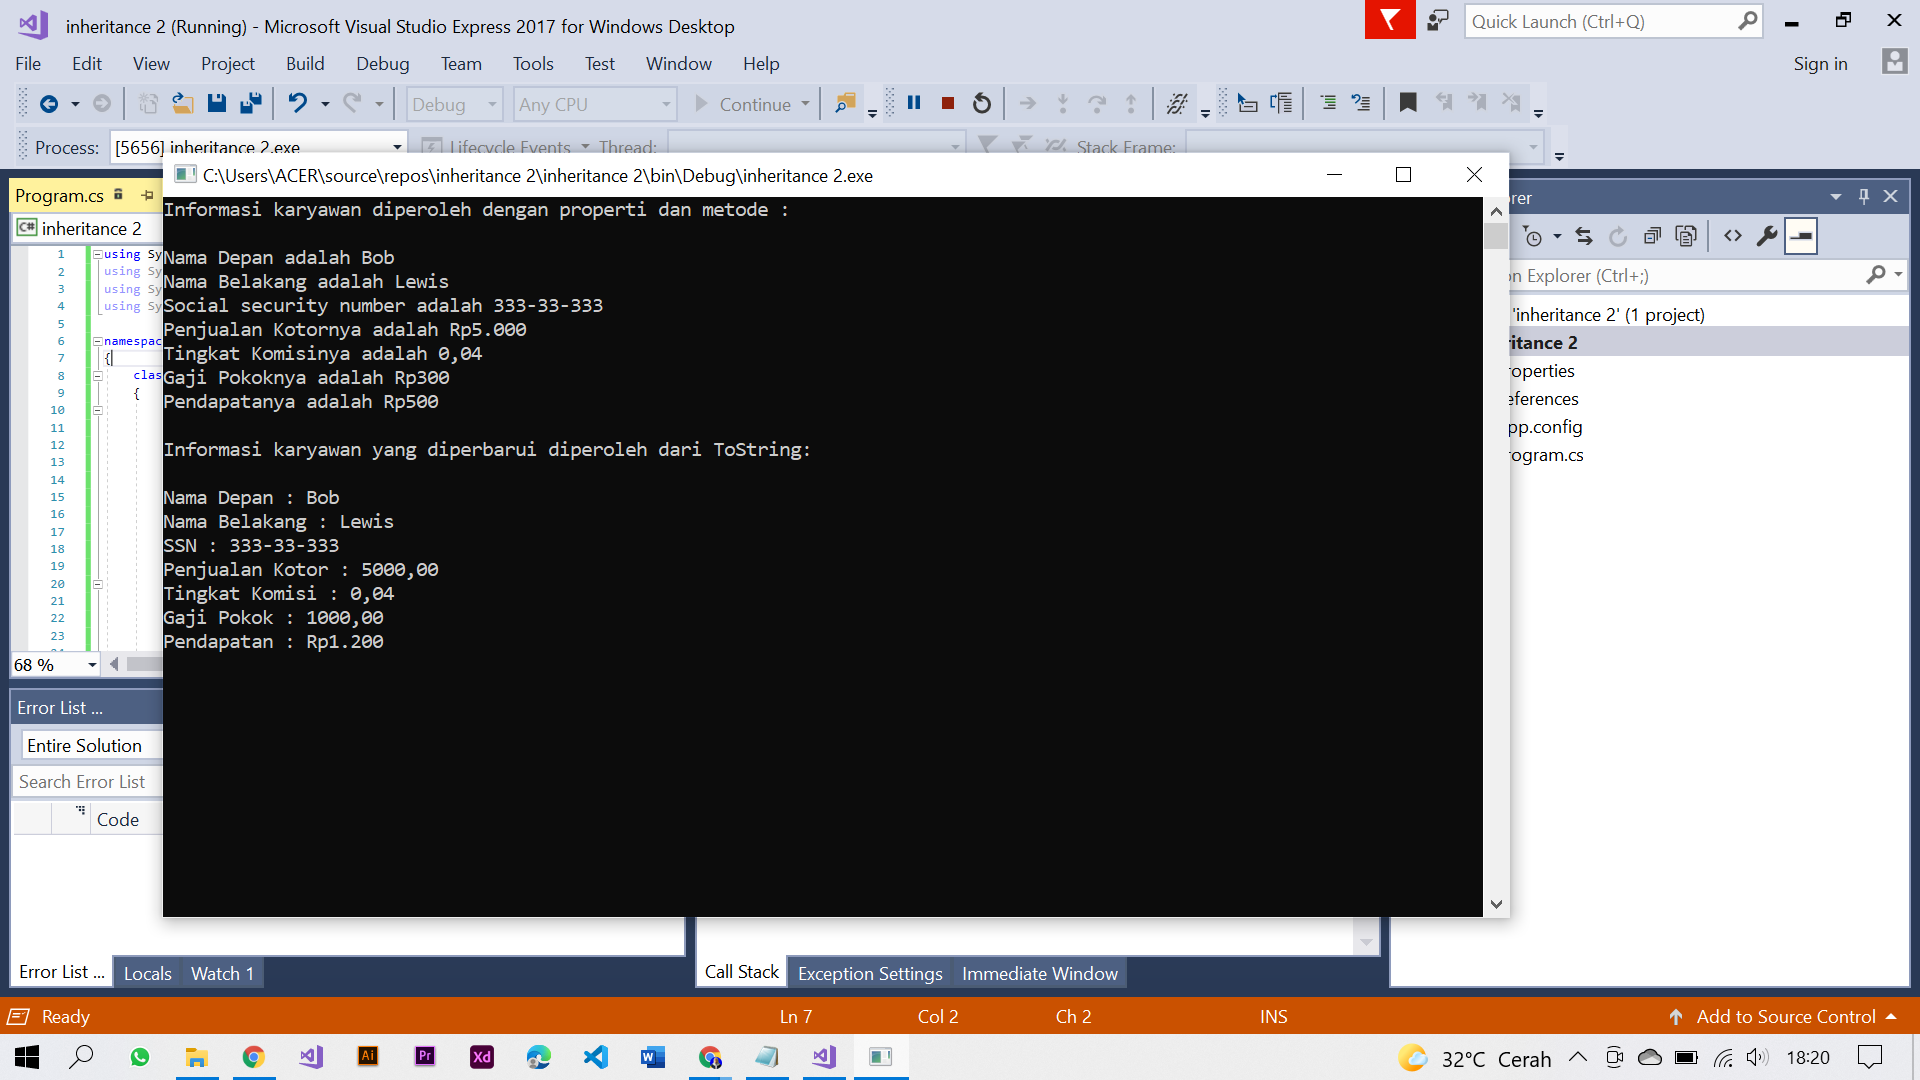 inheritance 2 (Running) - Microsoft Visual Studio Express 2017 for Windows Desktop
Quick Launch (Ctrl+Q)
File Edit View Project Build Debug Team Tools Test Window Help
Sign in
Debug
Any CPU
Continue
Process: [5656] inheritance 2.exe
Lifecycle Events
Thread:
Stack Frame:
C:\Users\ACER\source\repos\inheritance 2\inheritance 2\bin\Debug\inheritance 2.exe
Informasi karyawan diperoleh dengan properti dan metode :
Nama Depan adalah Bob
Nama Belakang adalah Lewis
Social security number adalah 333-33-333
Penjualan Kotornya adalah Rp5.000
Tingkat Komisinya adalah 0,04
Gaji Pokoknya adalah Rp300
Pendapatanya adalah Rp500
Informasi karyawan yang diperbarui diperoleh dari ToString:
Nama Depan : Bob
Nama Belakang : Lewis
SSN : 333-33-333
Penjualan Kotor : 5000,00
Tingkat Komisi : 0,04
Gaji Pokok : 1000,00
Pendapatan : Rp1.200
Program.cs
C# inheritance 2
1 using Sy
2 using Sy
3 using Sy
4 using Sy
5
6 namespac
7 {
8 clas
9 {
10
11
12
13
14
15
16
17
18
19
20
21
22
23
68 %
rer
on Explorer (Ctrl+;)
'inheritance 2' (1 project)
ritance 2
roperties
eferences
pp.config
rogram.cs
Error List ...
Entire Solution
Search Error List
Code
Error List ... Locals Watch 1
Call Stack Exception Settings Immediate Window
Ready
Ln 7
Col 2
Ch 2
INS
Add to Source Control
Ai
Pr
Xd
32°C Cerah
18:20